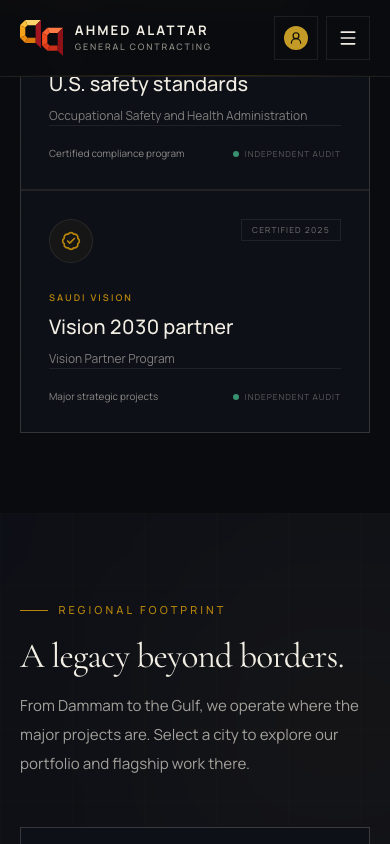 AHMED ALATTAR
GENERAL CONTRACTING
U.S. safety standards
Occupational Safety and Health Administration
Certified compliance program
INDEPENDENT AUDIT
CERTIFIED 2025
SAUDI VISION
Vision 2030 partner
Vision Partner Program
Major strategic projects
INDEPENDENT AUDIT
REGIONAL FOOTPRINT
A legacy beyond borders.
From Dammam to the Gulf, we operate where the
major projects are. Select a city to explore our
portfolio and flagship work there.